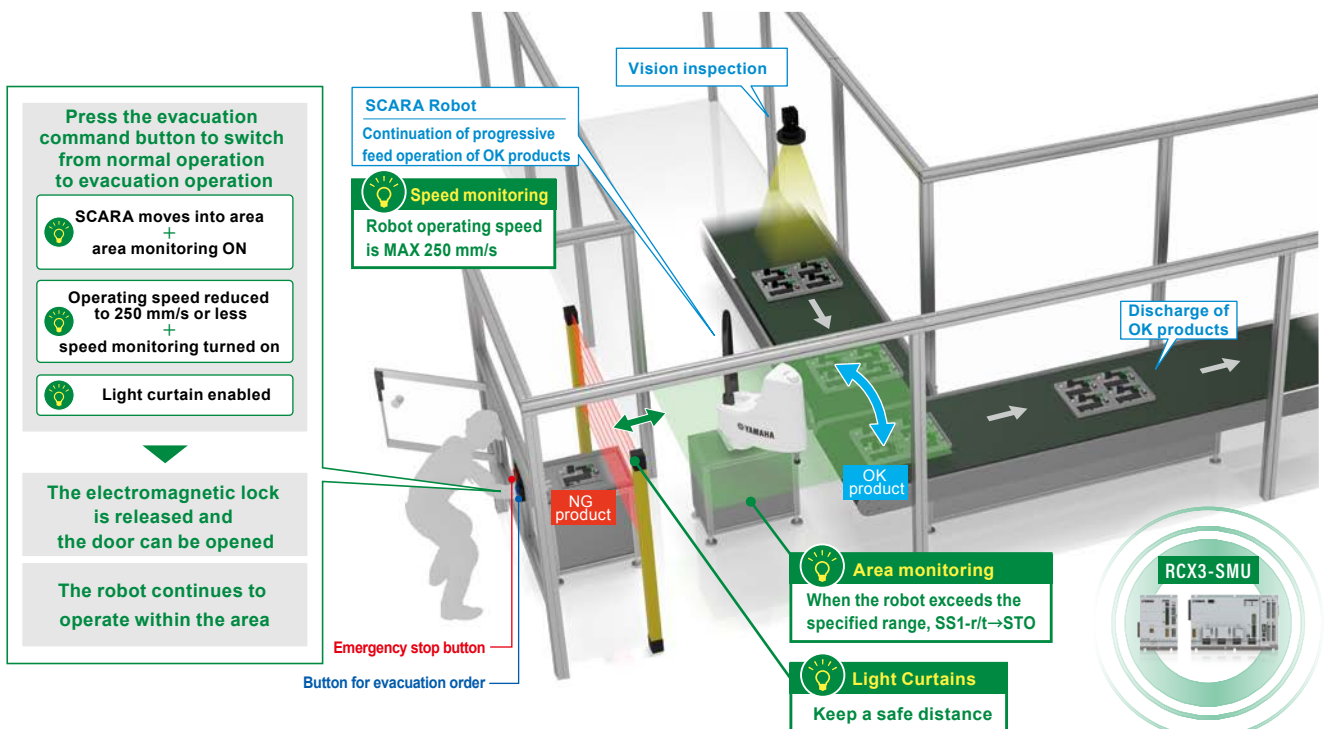 Press the evacuation
command button to switch
from normal operation
to evacuation operation
SCARA moves into area
+
area monitoring ON
Operating speed reduced
to 250 mm/s or less
+
speed monitoring turned on
Light curtain enabled
The electromagnetic lock
is released and
the door can be opened
The robot continues to
operate within the area
SCARA Robot
Continuation of progressive
feed operation of OK products
Speed monitoring
Robot operating speed
is MAX 250 mm/s
Vision inspection
Discharge of
OK products
YAMAHA
NG
product
OK
product
Emergency stop button
Button for evacuation order
Area monitoring
When the robot exceeds the
specified range, SS1-r/t→STO
Light Curtains
Keep a safe distance
RCX3-SMU